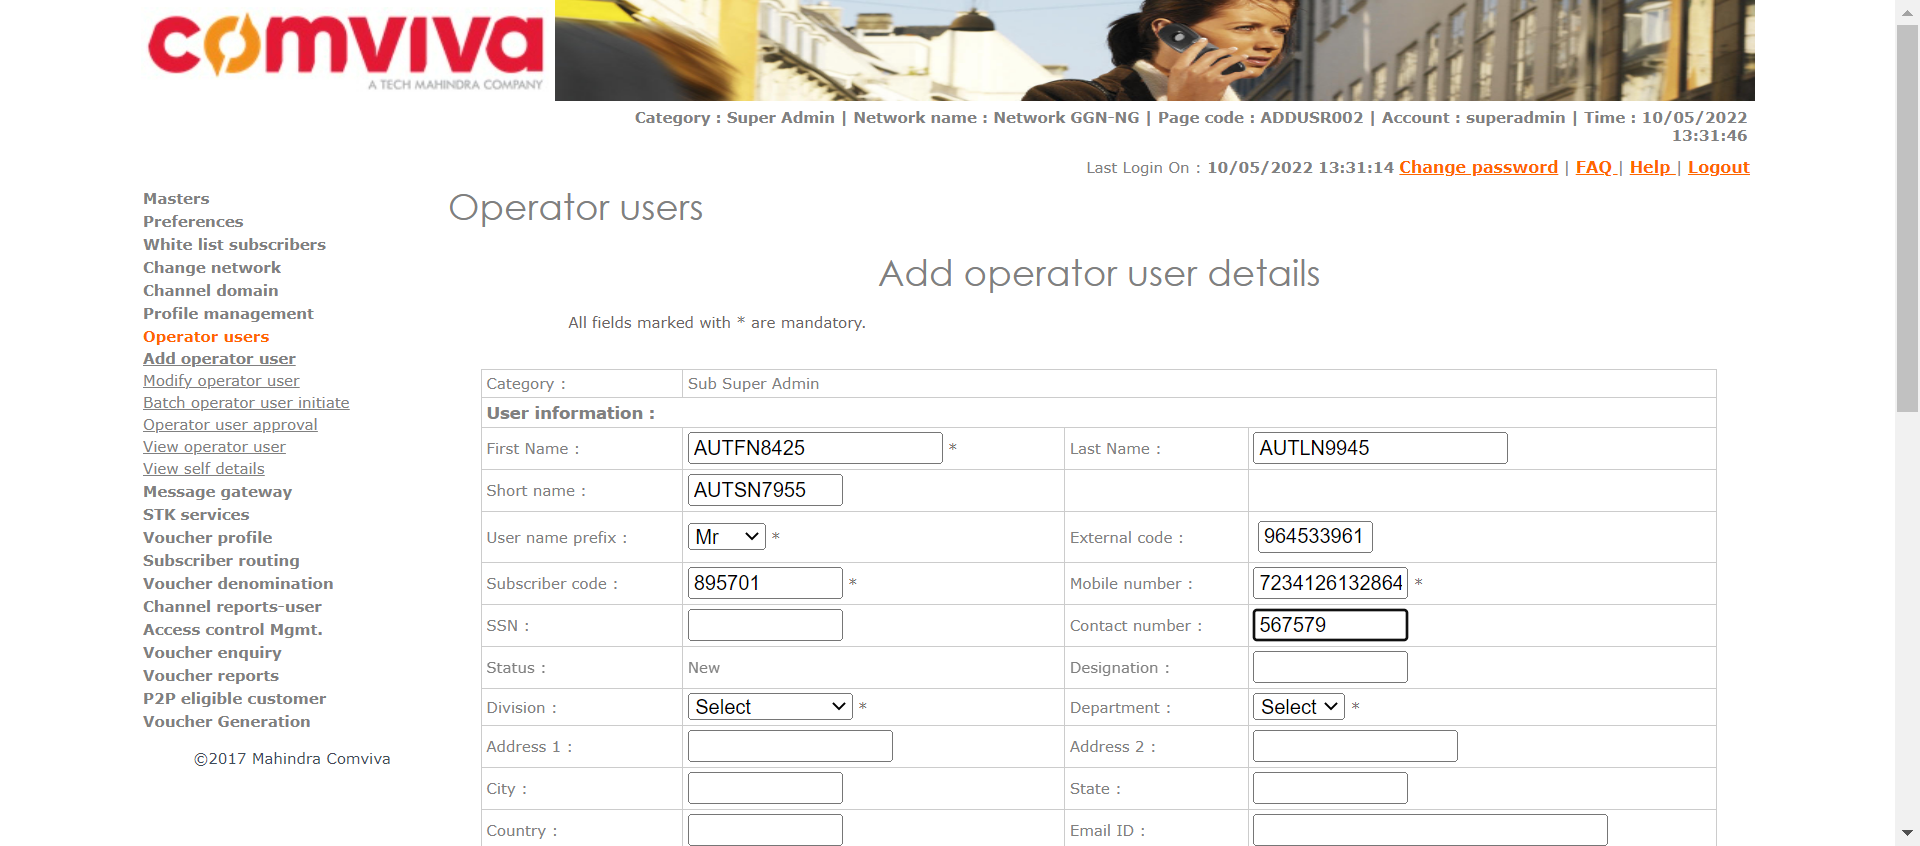 comviva
A TECH MAHINDRA COMPANY
Category : Super Admin | Network name : Network GGN-NG | Page code : ADDUSR002 | Account : superadmin | Time : 10/05/2022
13:31:46
Last Login On : 10/05/2022 13:31:14 Change password | FAQ | Help | Logout
Masters
Preferences
White list subscribers
Change network
Channel domain
Profile management
Operator users
Add operator user
Modify operator user
Batch operator user initiate
Operator user approval
View operator user
View self details
Message gateway
STK services
Voucher profile
Subscriber routing
Voucher denomination
Channel reports-user
Access control Mgmt.
Voucher enquiry
Voucher reports
P2P eligible customer
Voucher Generation
©2017 Mahindra Comviva
Operator users
Add operator user details
All fields marked with * are mandatory.
Category : Sub Super Admin
User information :
First Name : AUTFN8425 * Last Name : AUTLN9945
Short name : AUTSN7955
User name prefix : Mr * External code : 964533961
Subscriber code : 895701 * Mobile number : 7234126132864 *
SSN : Contact number : 567579
Status : New Designation :
Division : Select * Department : Select *
Address 1 : Address 2 :
City : State :
Country : Email ID :